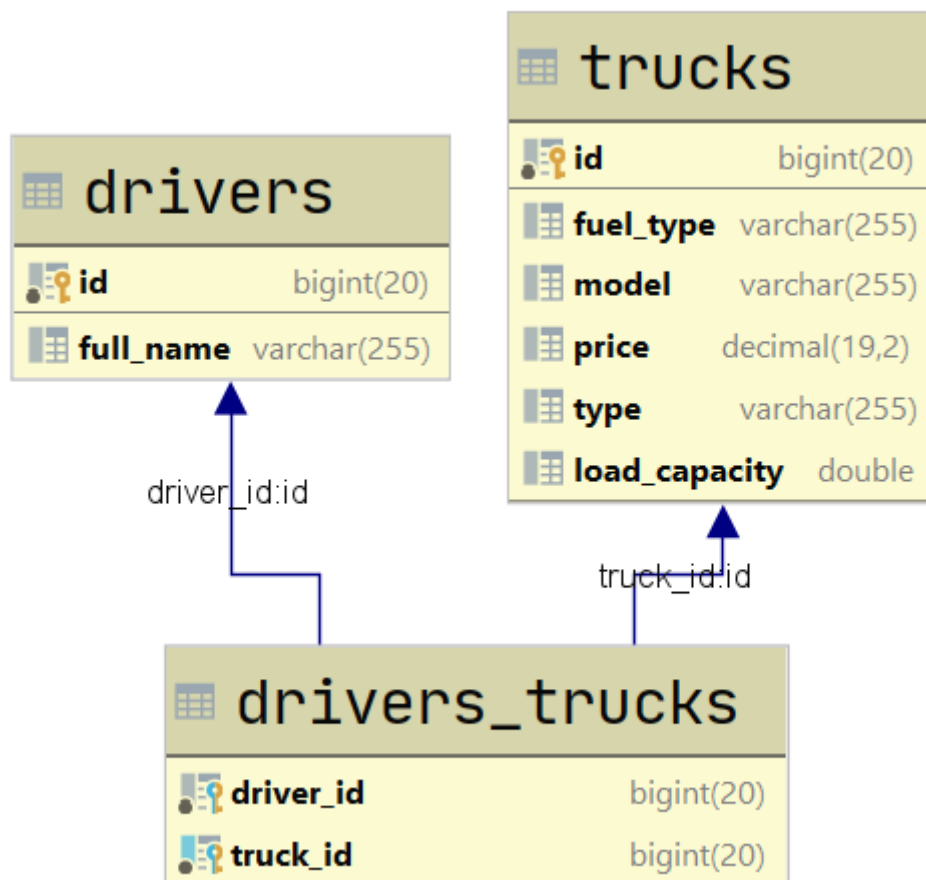 trucks
id bigint(20)
fuel_type varchar(255)
model varchar(255)
price decimal(19,2)
type varchar(255)
load_capacity double
drivers
id bigint(20)
full_name varchar(255)
driver_id:id
truck_id:id
drivers_trucks
driver_id bigint(20)
truck_id bigint(20)